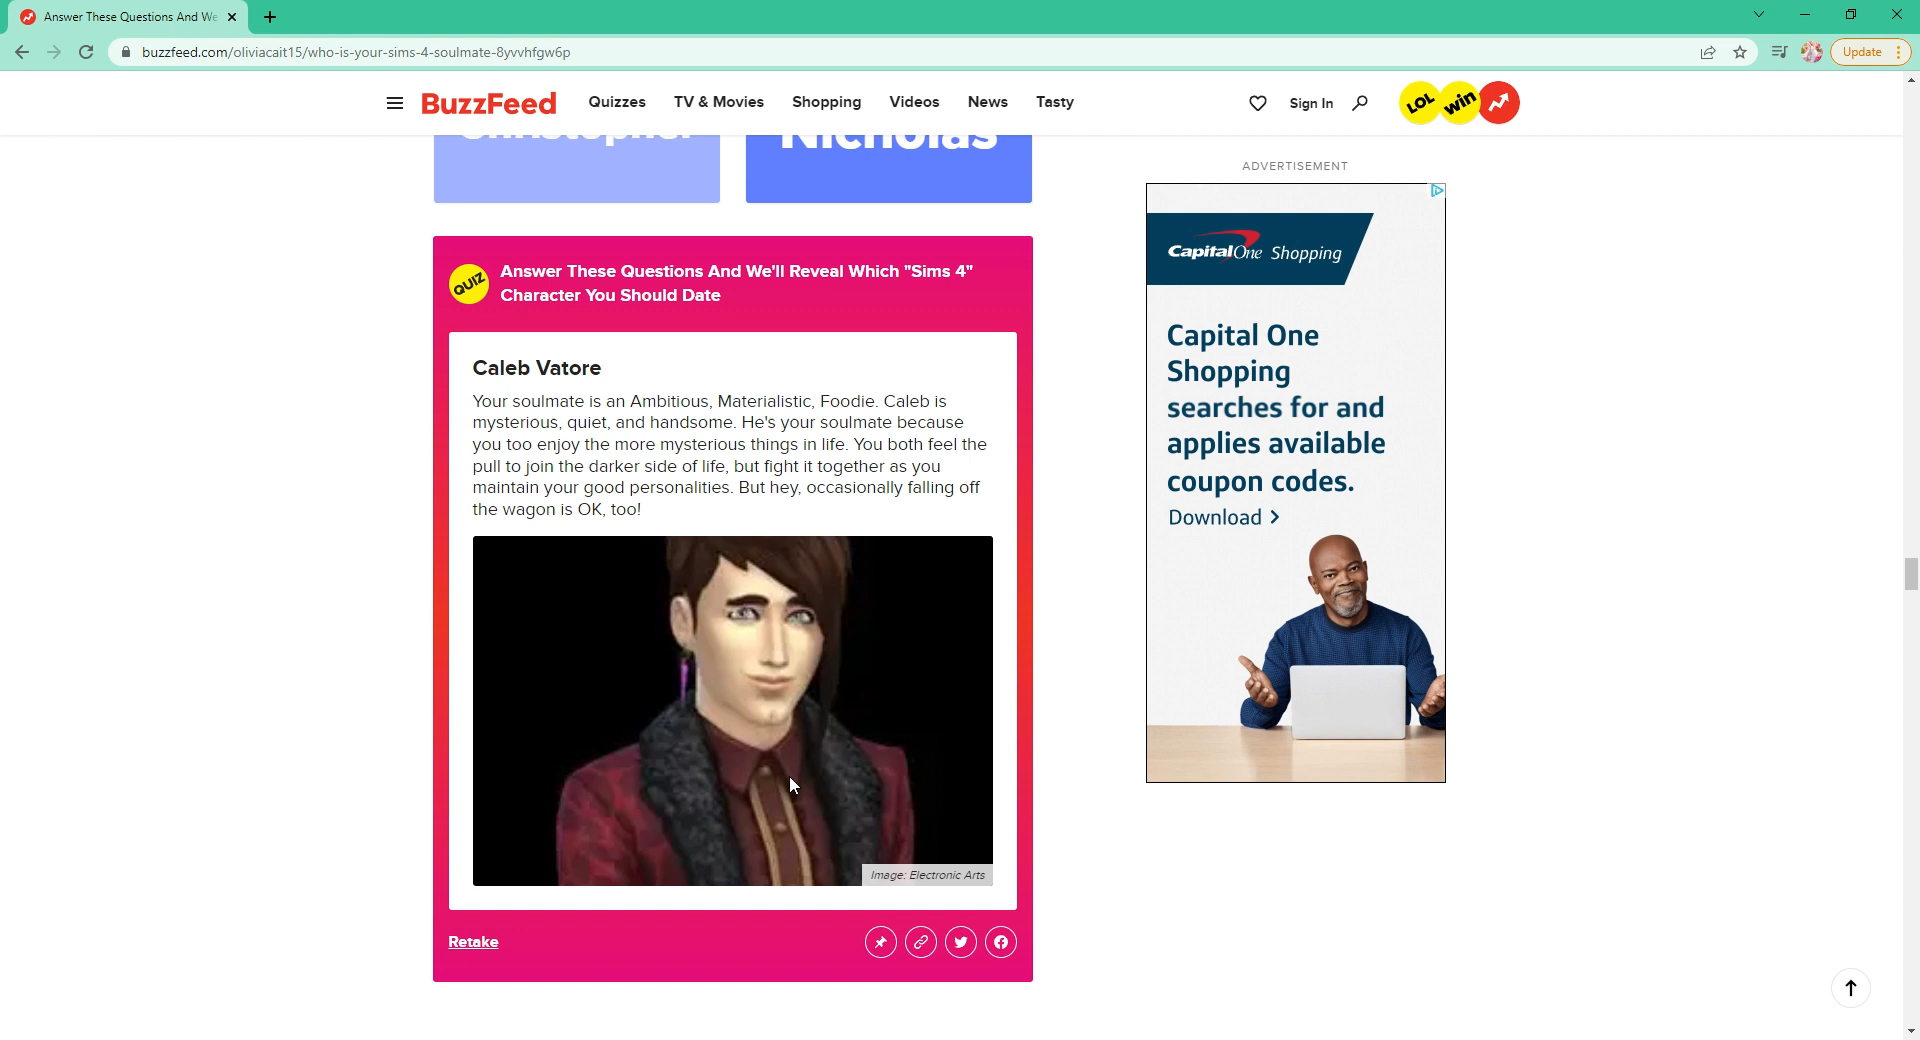 Answer These Questions And We
buzzfeed.com/oliviacait15/who-is-your-sims-4-soulmate-8yvvhfgw6p
Update
BuzzFeed
Quizzes
TV & Movies
Shopping
Videos
News
Tasty
Sign In
LOL
win
Christopher
Nicholas
ADVERTISEMENT
QUIZ
Answer These Questions And We'll Reveal Which "Sims 4"
Character You Should Date
Caleb Vatore
Your soulmate is an Ambitious, Materialistic, Foodie. Caleb is
mysterious, quiet, and handsome. He's your soulmate because
you too enjoy the more mysterious things in life. You both feel the
pull to join the darker side of life, but fight it together as you
maintain your good personalities. But hey, occasionally falling off
the wagon is OK, too!
Image: Electronic Arts
Retake
CapitalOne Shopping
Capital One
Shopping
searches for and
applies available
coupon codes.
Download >